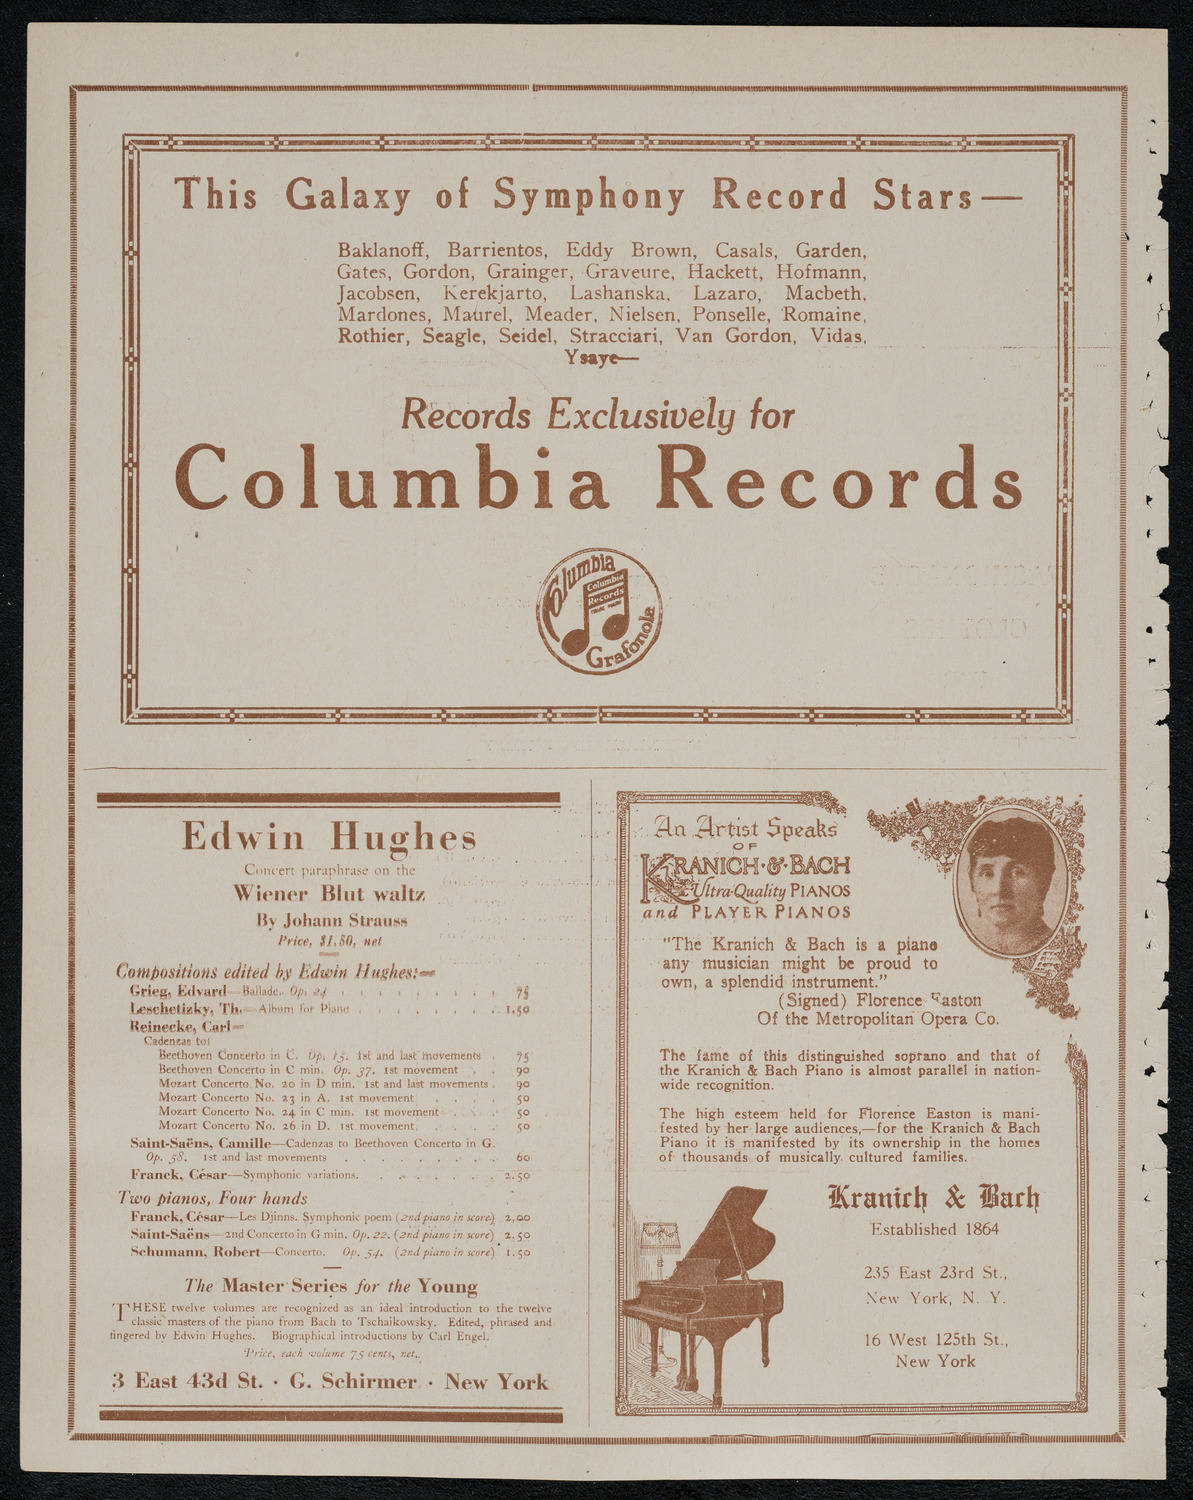 This Galaxy of Symphony Record Stars—
Baklanoff, Barrientos, Eddy Brown, Casals, Garden,
Gates, Gordon, Grainger, Graveure, Hackett, Hofmann,
Jacobsen, Kerekjarto, Lashanska, Lazaro, Macbeth,
Mardones, Maurel, Meader, Nielsen, Ponselle, Romaine,
Rothier, Seagle, Seidel, Stracciari, Van Gordon, Vidas,
Ysaye—
Records Exclusively for
Columbia Records
Columbia
Columbia
Records
TRADE MARK
Grafonola
Edwin Hughes
Concert paraphrase on the
Wiener Blut waltz
By Johann Strauss
Price, $1.80, net
Compositions edited by Edwin Hughes:—
Grieg, Edvard—Ballade. Op. 24 . . . . . . . . 75
Leschetizky, Th.—Album for Piano . . . . . . . . 1.50
Reinecke, Carl—
Cadenzas to:
Beethoven Concerto in C. Op. 15. 1st and last movements . 75
Beethoven Concerto in C min. Op. 37. 1st movement . . 90
Mozart Concerto No. 20 in D min. 1st and last movements . 90
Mozart Concerto No. 23 in A. 1st movement . . . . 50
Mozart Concerto No. 24 in C min. 1st movement . . . . 50
Mozart Concerto No. 26 in D. 1st movement . . . . 50
Saint-Saëns, Camille—Cadenzas to Beethoven Concerto in G.
Op. 58. 1st and last movements . . . . . . . . . 60
Franck, César—Symphonic variations. . . . . . . . 2.50
Two pianos, Four hands
Franck, César—Les Djinns. Symphonic poem (2nd piano in score) 2.00
Saint-Saëns—2nd Concerto in G min. Op. 22. (2nd piano in score) 2.50
Schumann, Robert—Concerto. Op. 54. (2nd piano in score) 1.50
The Master Series for the Young
THESE twelve volumes are recognized as an ideal introduction to the twelve
classic masters of the piano from Bach to Tschaikowsky. Edited, phrased and
fingered by Edwin Hughes. Biographical introductions by Carl Engel.
Price, each volume 75 cents, net.
3 East 43d St. · G. Schirmer · New York
An Artist Speaks
OF
KRANICH·&·BACH
Ultra-Quality PIANOS
and PLAYER PIANOS
"The Kranich & Bach is a piano
any musician might be proud to
own, a splendid instrument."
(Signed) Florence Easton
Of the Metropolitan Opera Co.
The fame of this distinguished soprano and that of
the Kranich & Bach Piano is almost parallel in nation-
wide recognition.
The high esteem held for Florence Easton is mani-
fested by her large audiences,—for the Kranich & Bach
Piano it is manifested by its ownership in the homes
of thousands of musically cultured families.
Kranich & Bach
Established 1864
235 East 23rd St.,
New York, N. Y.
16 West 125th St.,
New York